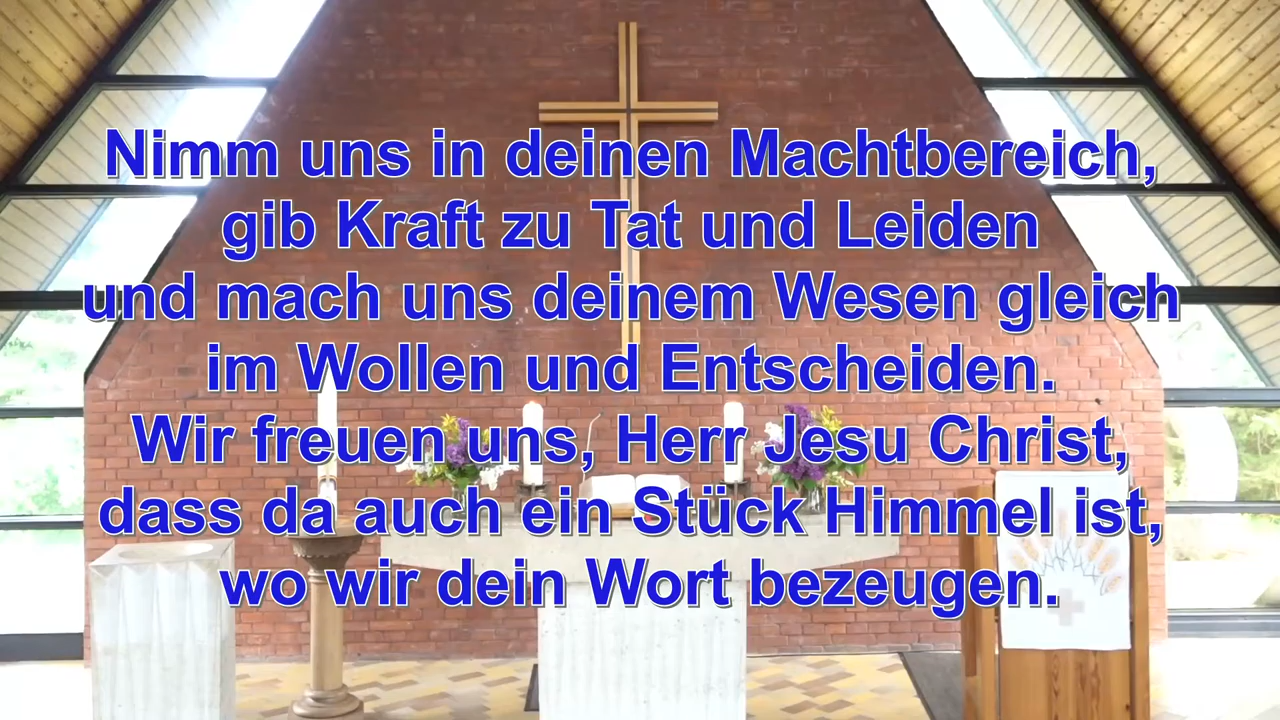 Nimm uns in deinen Machtbereich,
gib Kraft zu Tat und Leiden
und mach uns deinem Wesen gleich
im Wollen und Entscheiden.
Wir freuen uns, Herr Jesu Christ,
dass da auch ein Stück Himmel ist,
wo wir dein Wort bezeugen.